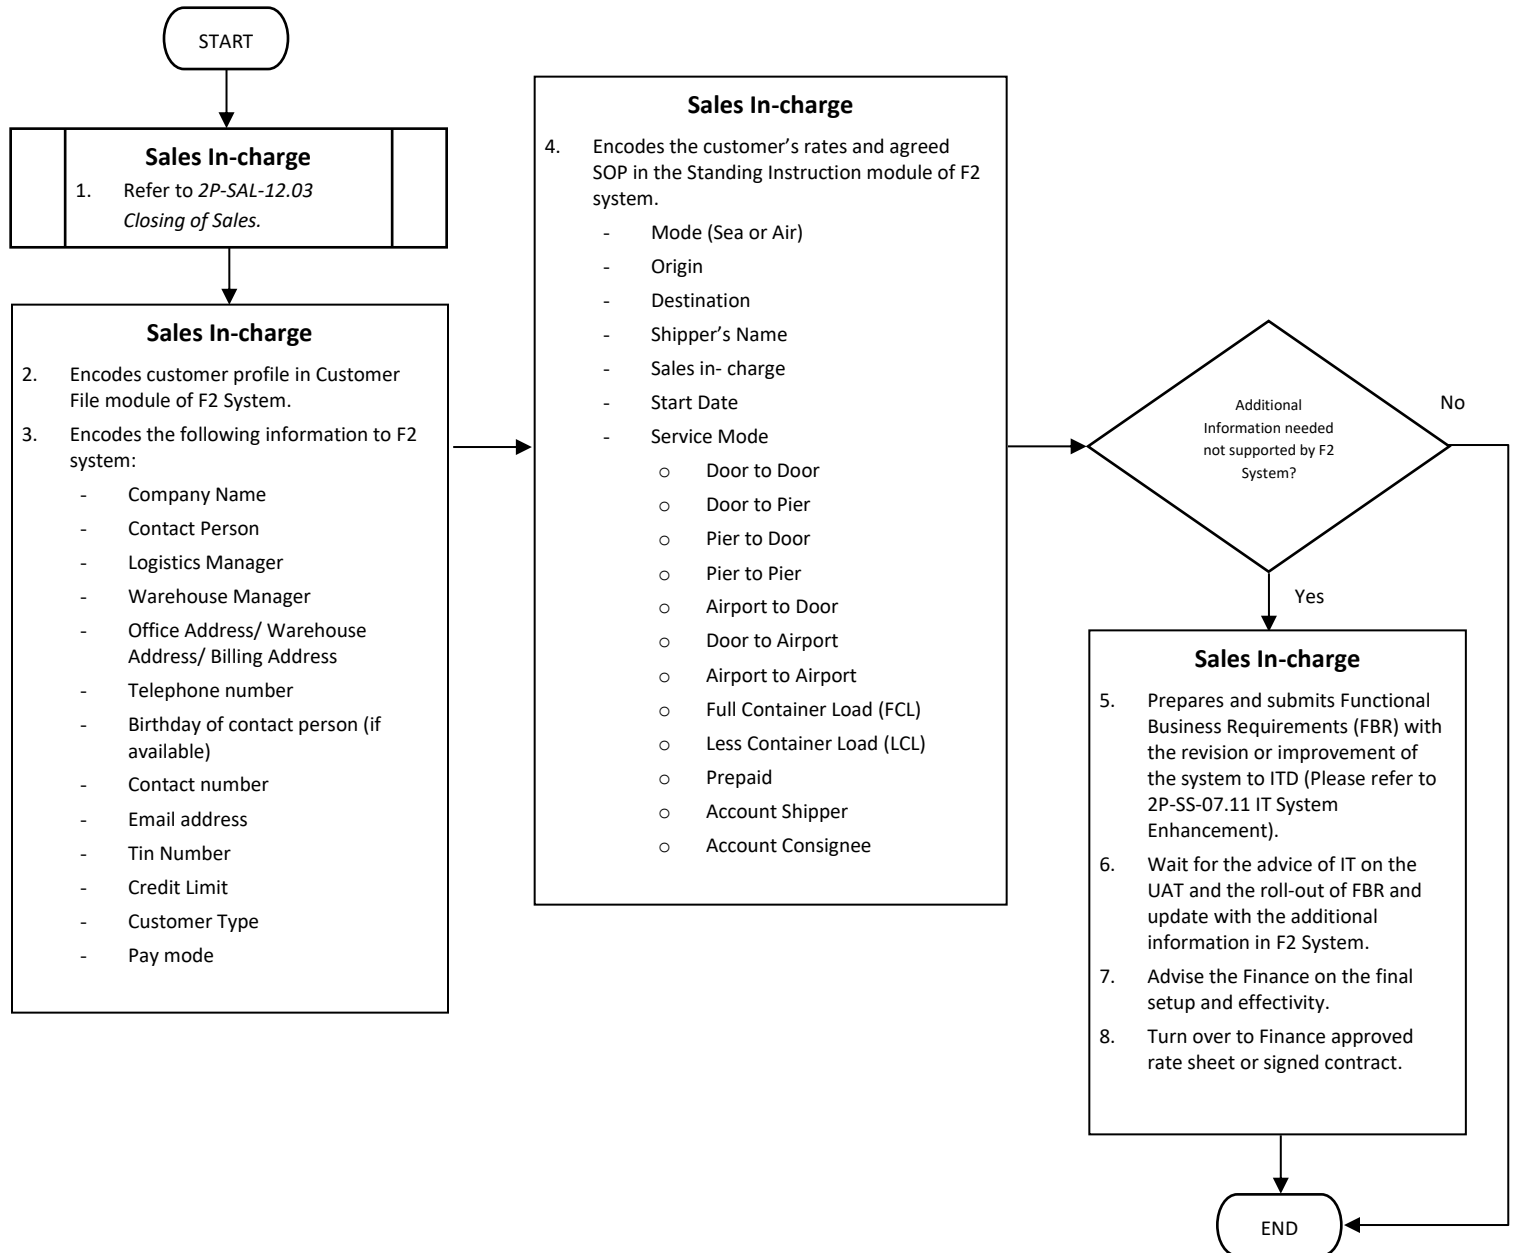 START
Sales In-charge
1. Refer to 2P-SAL-12.03
Closing of Sales.
Sales In-charge
2. Encodes customer profile in Customer
File module of F2 System.
3. Encodes the following information to F2
system:
- Company Name
- Contact Person
- Logistics Manager
- Warehouse Manager
- Office Address/ Warehouse
Address/ Billing Address
- Telephone number
- Birthday of contact person (if
available)
- Contact number
- Email address
- Tin Number
- Credit Limit
- Customer Type
- Pay mode
Sales In-charge
4. Encodes the customer’s rates and agreed
SOP in the Standing Instruction module of F2
system.
- Mode (Sea or Air)
- Origin
- Destination
- Shipper’s Name
- Sales in- charge
- Start Date
- Service Mode
o Door to Door
o Door to Pier
o Pier to Door
o Pier to Pier
o Airport to Door
o Door to Airport
o Airport to Airport
o Full Container Load (FCL)
o Less Container Load (LCL)
o Prepaid
o Account Shipper
o Account Consignee
Additional
Information needed
not supported by F2
System?
No
Yes
Sales In-charge
5. Prepares and submits Functional
Business Requirements (FBR) with
the revision or improvement of
the system to ITD (Please refer to
2P-SS-07.11 IT System
Enhancement).
6. Wait for the advice of IT on the
UAT and the roll-out of FBR and
update with the additional
information in F2 System.
7. Advise the Finance on the final
setup and effectivity.
8. Turn over to Finance approved
rate sheet or signed contract.
END